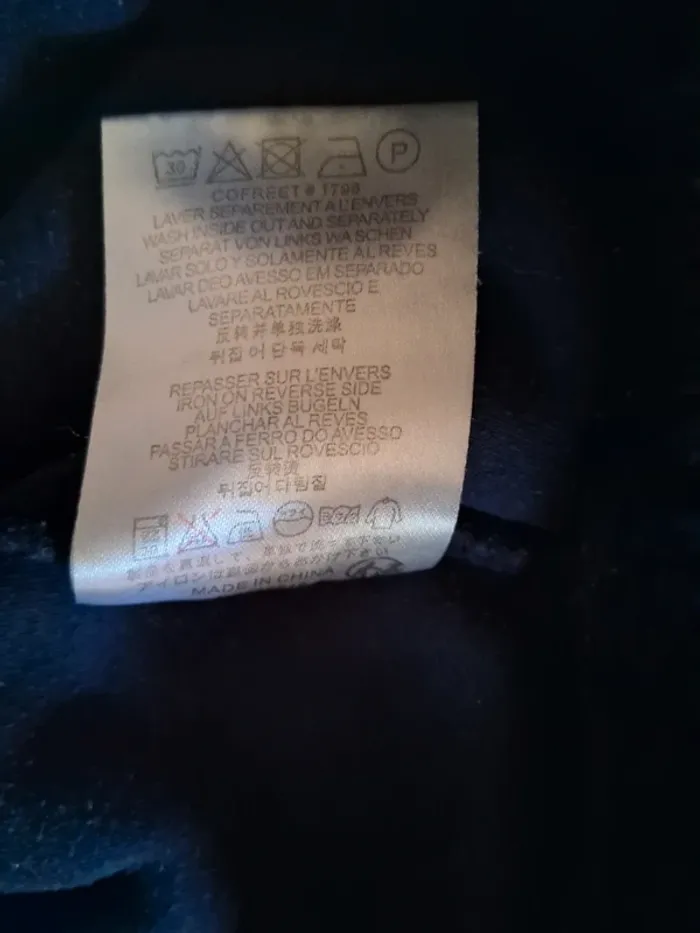 30 P
COFREET ® 1798
LAVER SEPAREMENT A L'ENVERS
WASH INSIDE OUT AND SEPARATELY
SEPARAT VON LINKS WASCHEN
LAVAR SOLO Y SOLAMENTE AL REVES
LAVAR DEO AVESSO EM SEPARADO
LAVARE AL ROVESCIO E
SEPARATAMENTE
反转并单独洗涤
뒤집어 단독 세탁
REPASSER SUR L'ENVERS
IRON ON REVERSE SIDE
AUF LINKS BUGELN
PLANCHAR AL REVES
PASSAR A FERRO DO AVESSO
STIRARE SUL ROVESCIO
反转烫
뒤집어 다림질
MADE IN CHINA